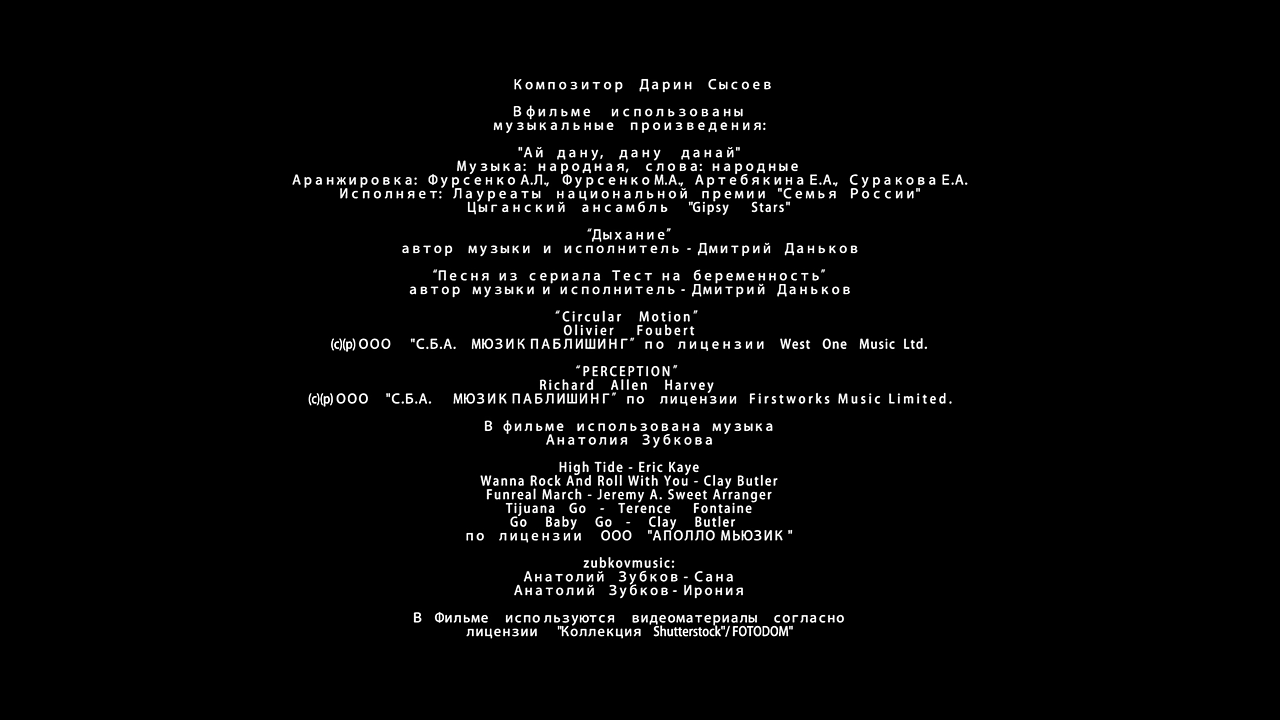 Композитор Дарин Сысоев
В фильме использованы
музыкальные произведения:
"Ай дану, дану данай"
Музыка: народная, слова: народные
Аранжировка: Фурсенко А.Л., Фурсенко М.А., Артебякина Е.А., Суракова Е.А.
Исполняет: Лауреаты национальной премии "Семья России"
Цыганский ансамбль "Gipsy Stars"
"Дыхание"
автор музыки и исполнитель - Дмитрий Даньков
"Песня из сериала Тест на беременность"
автор музыки и исполнитель - Дмитрий Даньков
"Circular Motion"
Olivier Foubert
(c)(p) ООО "С.Б.А. МЮЗИК ПАБЛИШИНГ" по лицензии West One Music Ltd.
"PERCEPTION"
Richard Allen Harvey
(c)(p) ООО "С.Б.А. МЮЗИК ПАБЛИШИНГ" по лицензии Firstworks Music Limited.
В фильме использована музыка
Анатолия Зубкова
High Tide - Eric Kaye
Wanna Rock And Roll With You - Clay Butler
Funreal March - Jeremy A. Sweet Arranger
Tijuana Go - Terence Fontaine
Go Baby Go - Clay Butler
по лицензии ООО "АПОЛЛО МЬЮЗИК "
zubkovmusic:
Анатолий Зубков - Сана
Анатолий Зубков - Ирония
В Фильме используются видеоматериалы согласно
лицензии "Коллекция Shutterstock"/ FOTODOM"